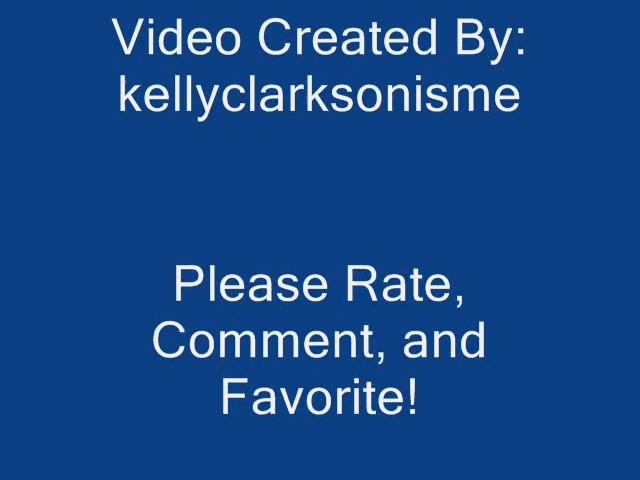 Video Created By:
kellyclarksonisme
Please Rate,
Comment, and
Favorite!